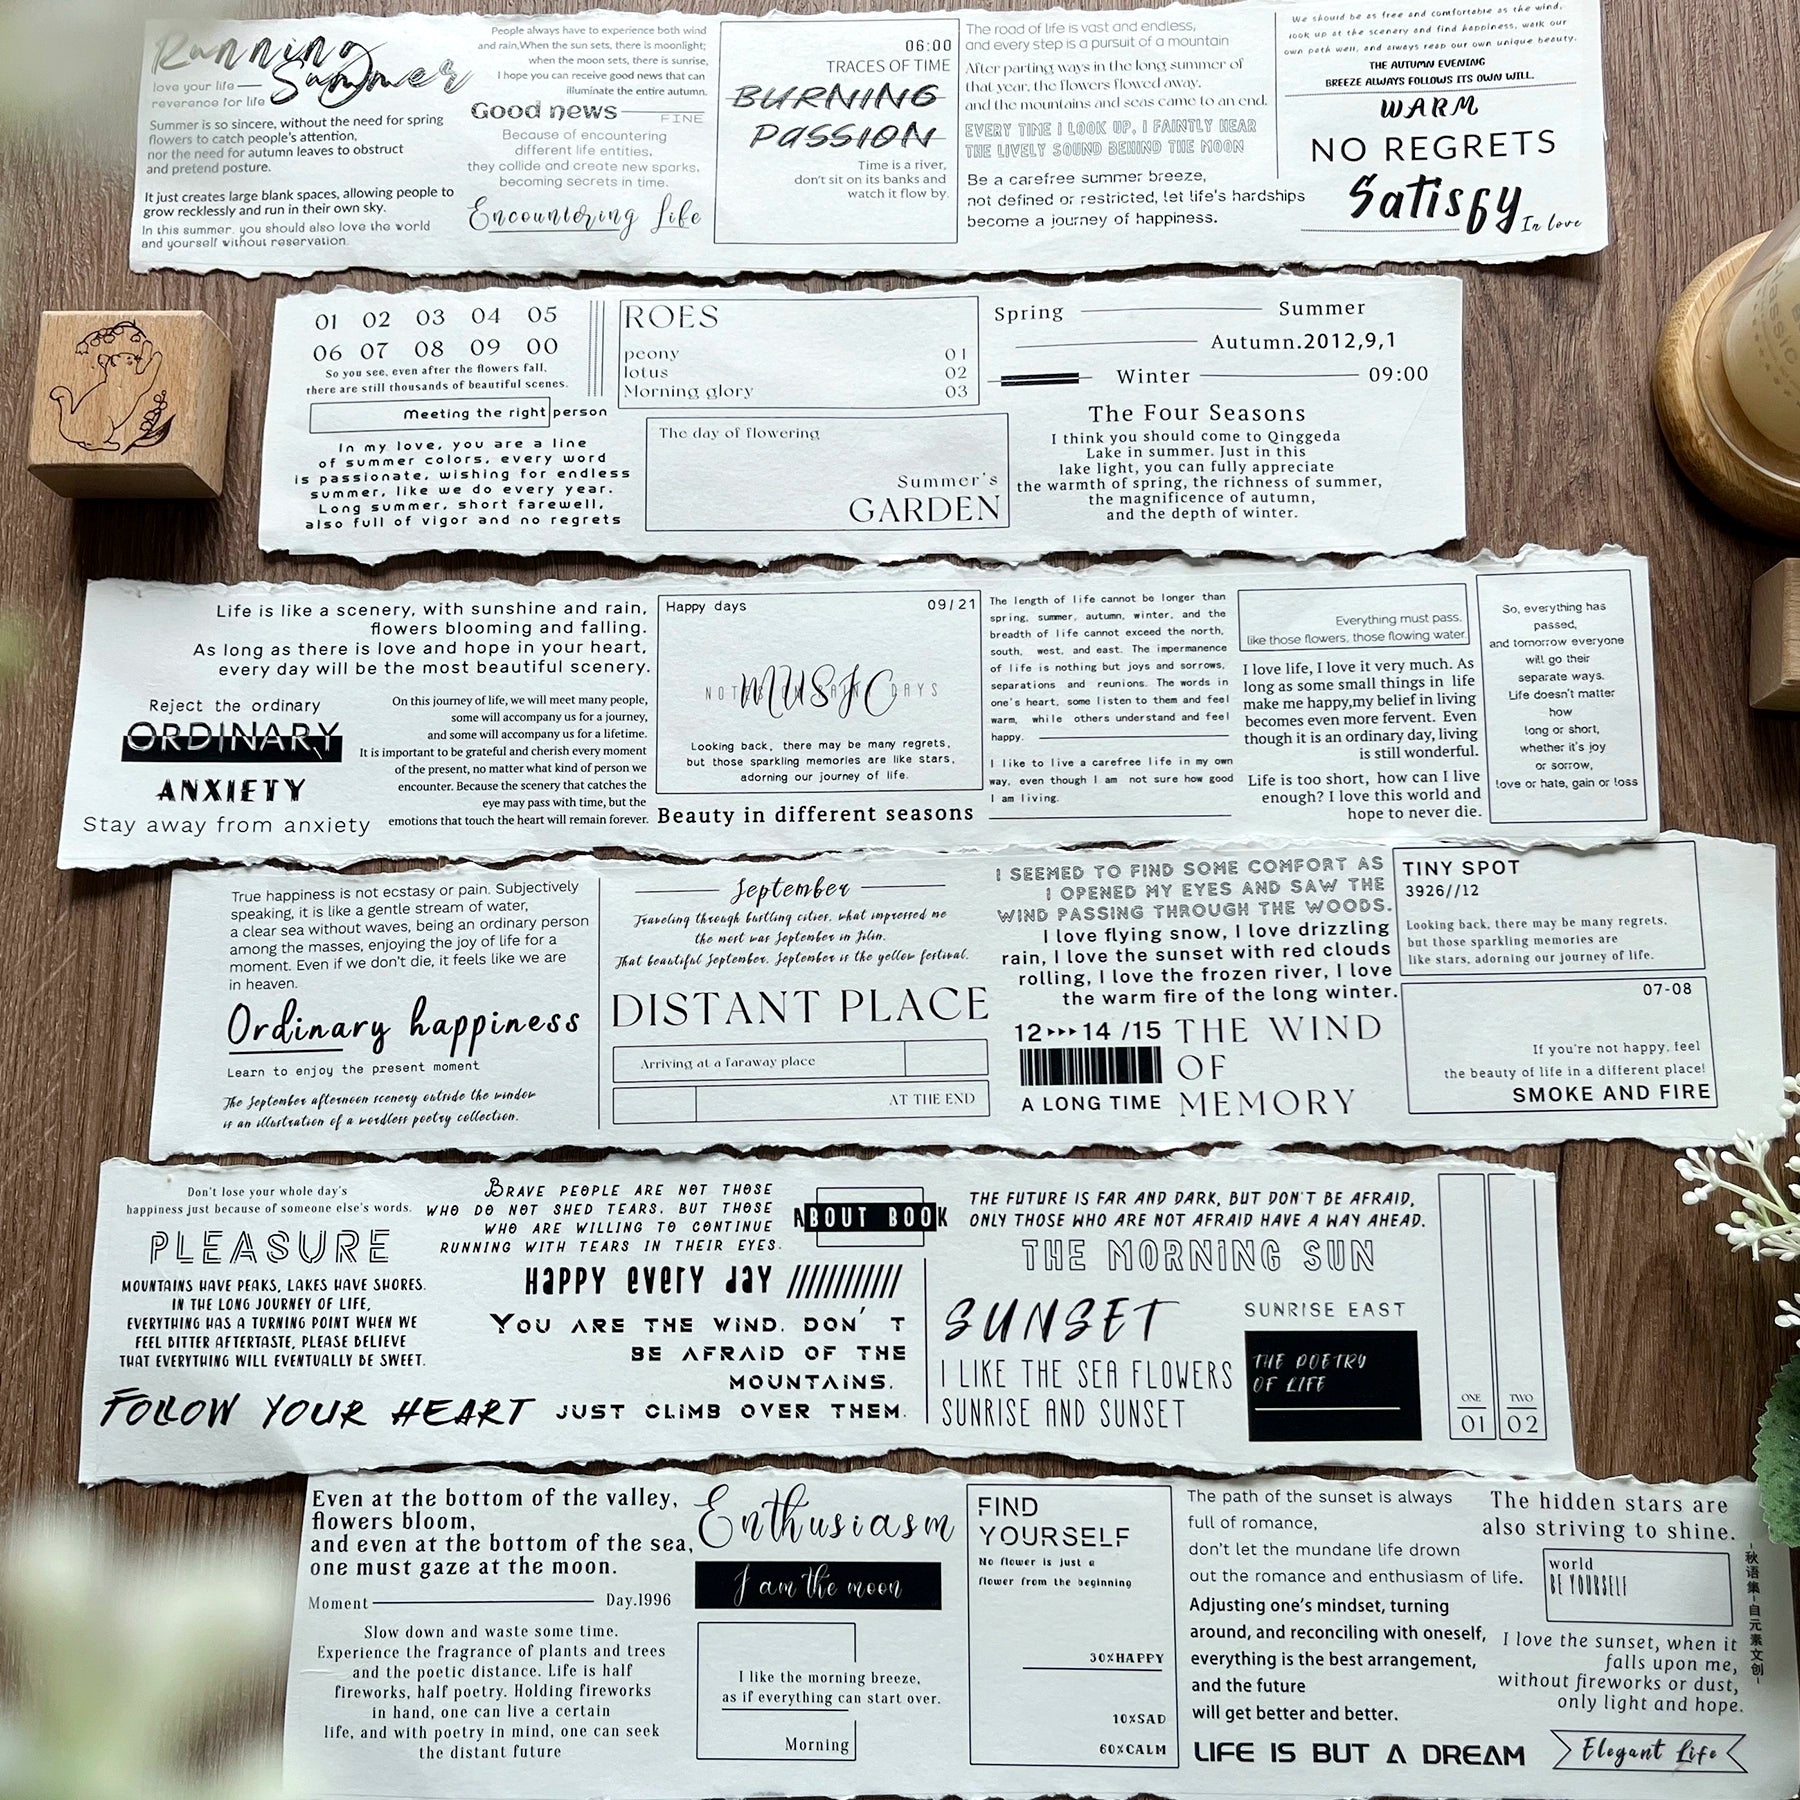 Running
Summer
love your life
reverence for life
Summer is so sincere, without the need for spring
flowers to catch people's attention,
nor the need for autumn leaves to obstruct
and pretend posture.
It just creates large blank spaces, allowing people to
grow recklessly and run in their own sky.
In this summer, you should also love the world
and yourself without reservation.
People always have to experience both wind
and rain,When the sun sets, there is moonlight;
when the moon sets, there is sunrise,
I hope you can receive good news that can
illuminate the entire autumn.
Good news
FINE
Because of encountering
different life entities,
they collide and create new sparks,
becoming secrets in time.
Encountering Life
06:00
TRACES OF TIME
BURNING
PASSION
Time is a river,
don't sit on its banks and
watch it flow by.
The road of life is vast and endless,
and every step is a pursuit of a mountain
After parting ways in the long summer of
that year, the flowers flowed away,
and the mountains and seas came to an end.
EVERY TIME I LOOK UP, I FAINTLY HEAR
THE LIVELY SOUND BEHIND THE MOON
Be a carefree summer breeze,
not defined or restricted, let life's hardships
become a journey of happiness.
We should be as free and comfortable as the wind,
look up at the scenery and find happiness, walk our
own path well, and always reap our own unique beauty.
THE AUTUMN EVENING
BREEZE ALWAYS FOLLOWS ITS OWN WILL.
WARM
NO REGRETS
Satisfy
In love
01 02 03 04 05
06 07 08 09 00
So you see, even after the flowers fall,
there are still thousands of beautiful scenes.
Meeting the right person
In my love, you are a line
of summer colors, every word
is passionate, wishing for endless
summer, like we do every year.
Long summer, short farewell,
also full of vigor and no regrets
ROES
peony 01
lotus 02
Morning glory 03
The day of flowering
Summer's
GARDEN
Spring Summer
Autumn.2012,9,1
Winter 09:00
The Four Seasons
I think you should come to Qinggeda
Lake in summer. Just in this
lake light, you can fully appreciate
the warmth of spring, the richness of summer,
the magnificence of autumn,
and the depth of winter.
Life is like a scenery, with sunshine and rain,
flowers blooming and falling.
As long as there is love and hope in your heart,
every day will be the most beautiful scenery.
Reject the ordinary
ORDINARY
ANXIETY
Stay away from anxiety
On this journey of life, we will meet many people,
some will accompany us for a journey,
and some will accompany us for a lifetime.
It is important to be grateful and cherish every moment
of the present, no matter what kind of person we
encounter. Because the scenery that catches the
eye may pass with time, but the
emotions that touch the heart will remain forever.
Happy days 09/21
MUSIC
NOTES ON RAINY DAYS
Looking back, there may be many regrets,
but those sparkling memories are like stars,
adorning our journey of life.
Beauty in different seasons
The length of life cannot be longer than
spring, summer, autumn, winter, and the
breadth of life cannot exceed the north,
south, west, and east. The impermanence
of life is nothing but joys and sorrows,
separations and reunions. The words in
one's heart, some listen to them and feel
warm, while others understand and feel
happy.
I like to live a carefree life in my own
way, even though I am not sure how good
I am living.
Everything must pass,
like those flowers, those flowing water.
I love life, I love it very much. As
long as some small things in life
make me happy,my belief in living
becomes even more fervent. Even
though it is an ordinary day, living
is still wonderful.
Life is too short, how can I live
enough? I love this world and
hope to never die.
So, everything has
passed,
and tomorrow everyone
will go their
separate ways.
Life doesn't matter
how
long or short,
whether it's joy
or sorrow,
love or hate, gain or loss
True happiness is not ecstasy or pain. Subjectively
speaking, it is like a gentle stream of water,
a clear sea without waves, being an ordinary person
among the masses, enjoying the joy of life for a
moment. Even if we don't die, it feels like we are
in heaven.
Ordinary happiness
Learn to enjoy the present moment
The September afternoon scenery outside the window
is an illustration of a wordless poetry collection.
September
Traveling through bustling cities, what impressed me
the most was September in Jilin.
That beautiful September. September is the yellow festival.
DISTANT PLACE
Arriving at a faraway place
AT THE END
I SEEMED TO FIND SOME COMFORT AS
I OPENED MY EYES AND SAW THE
WIND PASSING THROUGH THE WOODS.
I love flying snow, I love drizzling
rain, I love the sunset with red clouds
rolling, I love the frozen river, I love
the warm fire of the long winter.
12▸▸▸14 /15
A LONG TIME
THE WIND
OF
MEMORY
TINY SPOT
3926//12
Looking back, there may be many regrets,
but those sparkling memories are
like stars, adorning our journey of life.
07-08
If you're not happy, feel
the beauty of life in a different place!
SMOKE AND FIRE
Don't lose your whole day's
happiness just because of someone else's words.
PLEASURE
MOUNTAINS HAVE PEAKS, LAKES HAVE SHORES.
IN THE LONG JOURNEY OF LIFE,
EVERYTHING HAS A TURNING POINT WHEN WE
FEEL BITTER AFTERTASTE, PLEASE BELIEVE
THAT EVERYTHING WILL EVENTUALLY BE SWEET.
FOLLOW YOUR HEART
BRAVE PEOPLE ARE NOT THOSE
WHO DO NOT SHED TEARS, BUT THOSE
WHO ARE WILLING TO CONTINUE
RUNNING WITH TEARS IN THEIR EYES.
ABOUT BOOK
Happy every day ////////////
YOU ARE THE WIND, DON' T
BE AFRAID OF THE
MOUNTAINS,
JUST CLIMB OVER THEM.
THE FUTURE IS FAR AND DARK, BUT DON'T BE AFRAID,
ONLY THOSE WHO ARE NOT AFRAID HAVE A WAY AHEAD.
THE MORNING SUN
SUNSET
I LIKE THE SEA FLOWERS
SUNRISE AND SUNSET
SUNRISE EAST
THE POETRY
OF LIFE
ONE
01
TWO
02
Even at the bottom of the valley,
flowers bloom,
and even at the bottom of the sea,
one must gaze at the moon.
Moment Day.1996
Slow down and waste some time.
Experience the fragrance of plants and trees
and the poetic distance. Life is half
fireworks, half poetry. Holding fireworks
in hand, one can live a certain
life, and with poetry in mind, one can seek
the distant future
Enthusiasm
I am the moon
I like the morning breeze,
as if everything can start over.
Morning
FIND
YOURSELF
No flower is just a
flower from the beginning
30%HAPPY
10%SAD
60%CALM
The path of the sunset is always
full of romance,
don't let the mundane life drown
out the romance and enthusiasm of life.
Adjusting one's mindset, turning
around, and reconciling with oneself,
everything is the best arrangement,
and the future
will get better and better.
LIFE IS BUT A DREAM
The hidden stars are
also striving to shine.
world
BE YOURSELF
I love the sunset, when it
falls upon me,
without fireworks or dust,
only light and hope.
Elegant Life
-秋语集-自元素文创-